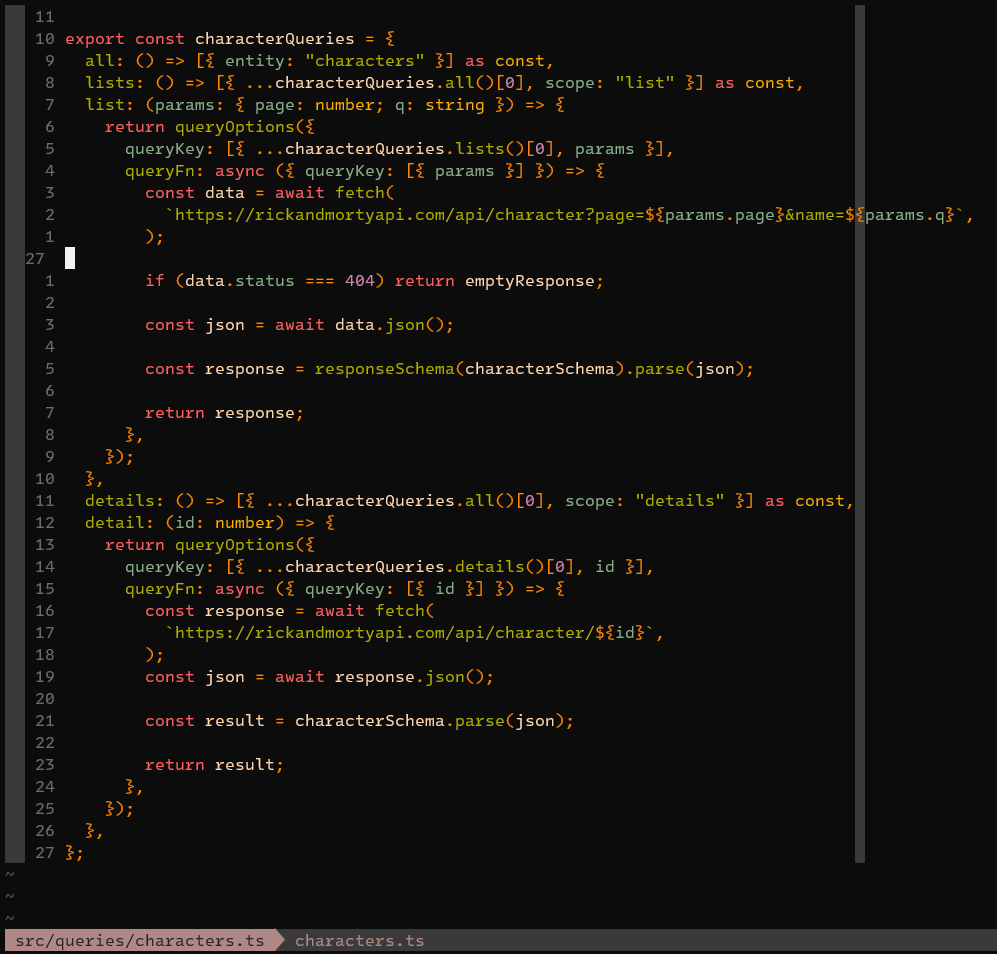 11
10 export const characterQueries = {
9   all: () => [{ entity: "characters" }] as const,
8   lists: () => [{ ...characterQueries.all()[0], scope: "list" }] as const,
7   list: (params: { page: number; q: string }) => {
6     return queryOptions({
5       queryKey: [{ ...characterQueries.lists()[0], params }],
4       queryFn: async ({ queryKey: [{ params }] }) => {
3         const data = await fetch(
2           `https://rickandmortyapi.com/api/character?page=${params.page}&name=${params.q}`,
1         );
27
1         if (data.status === 404) return emptyResponse;
2
3         const json = await data.json();
4
5         const response = responseSchema(characterSchema).parse(json);
6
7         return response;
8       },
9     });
10   },
11   details: () => [{ ...characterQueries.all()[0], scope: "details" }] as const,
12   detail: (id: number) => {
13     return queryOptions({
14       queryKey: [{ ...characterQueries.details()[0], id }],
15       queryFn: async ({ queryKey: [{ id }] }) => {
16         const response = await fetch(
17           `https://rickandmortyapi.com/api/character/${id}`,
18         );
19         const json = await response.json();
20
21         const result = characterSchema.parse(json);
22
23         return result;
24       },
25     });
26   },
27 };
~
~
~
src/queries/characters.ts characters.ts